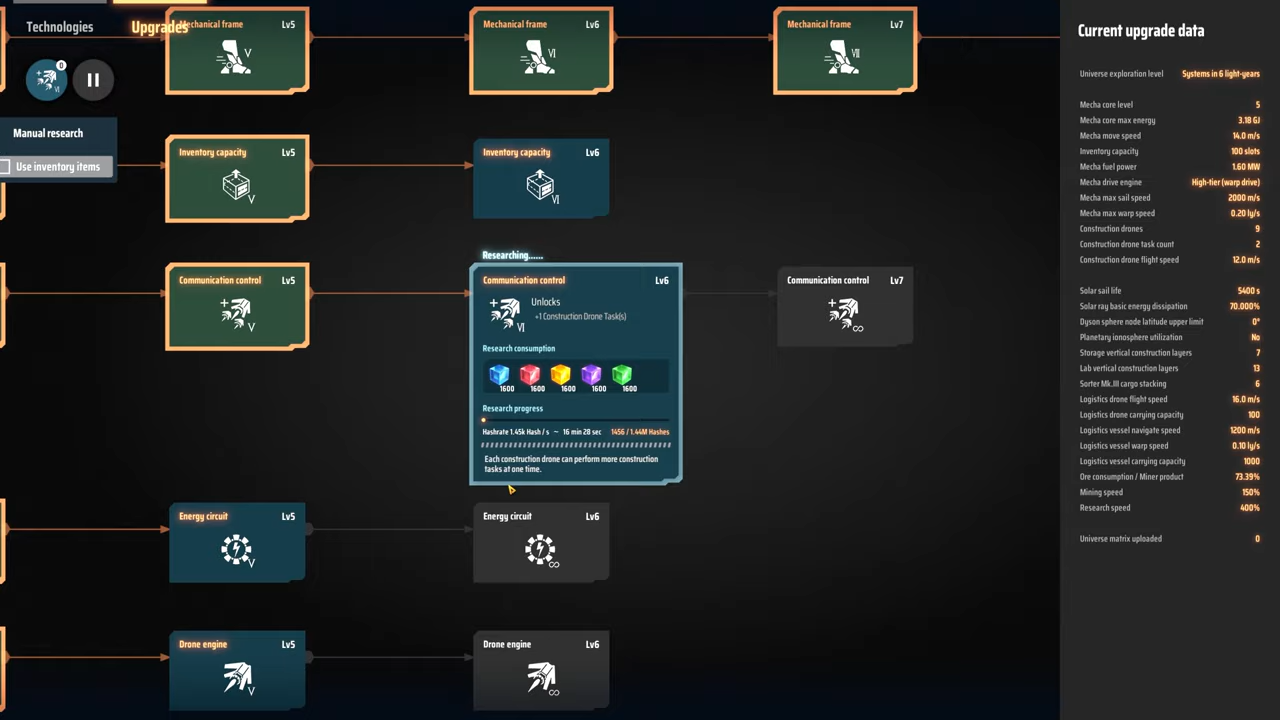 Technologies
Upgrades
0
VI
Manual research
Use inventory items
Mechanical frame Lv5
V
Mechanical frame Lv6
VI
Mechanical frame Lv7
VII
Inventory capacity Lv5
V
Inventory capacity Lv6
VI
Communication control Lv5
V
Researching......
Communication control Lv6
VI
Unlocks
+1 Construction Drone Task(s)
Research consumption
1600 1600 1600 1600 1600
Research progress
Hashrate 1.45k Hash / s ~ 16 min 28 sec 1456 / 1.44M Hashes
Each construction drone can perform more construction
tasks at one time.
Communication control Lv7
∞
Energy circuit Lv5
V
Energy circuit Lv6
∞
Drone engine Lv5
V
Drone engine Lv6
∞
Current upgrade data
Universe exploration level Systems in 6 light-years
Mecha core level 5
Mecha core max energy 3.18 GJ
Mecha move speed 14.0 m/s
Inventory capacity 100 slots
Mecha fuel power 1.60 MW
Mecha drive engine High-tier (warp drive)
Mecha max sail speed 2000 m/s
Mecha max warp speed 0.20 ly/s
Construction drones 9
Construction drone task count 2
Construction drone flight speed 12.0 m/s
Solar sail life 5400 s
Solar ray basic energy dissipation 70.000%
Dyson sphere node latitude upper limit 0°
Planetary ionosphere utilization No
Storage vertical construction layers 7
Lab vertical construction layers 13
Sorter Mk.III cargo stacking 6
Logistics drone flight speed 16.0 m/s
Logistics drone carrying capacity 100
Logistics vessel navigate speed 1200 m/s
Logistics vessel warp speed 0.10 ly/s
Logistics vessel carrying capacity 1000
Ore consumption / Miner product 73.39%
Mining speed 150%
Research speed 400%
Universe matrix uploaded 0